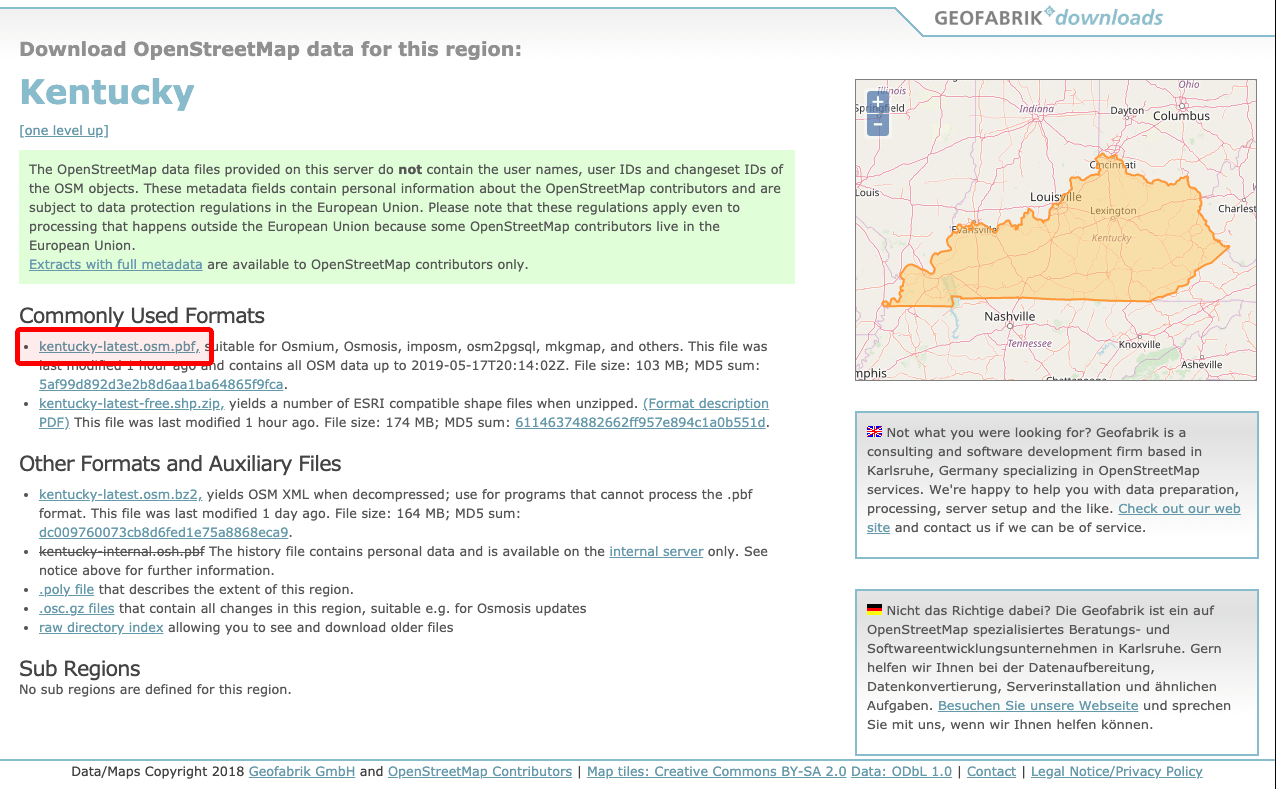 GEOFABRIK downloads
Download OpenStreetMap data for this region:
Kentucky
[one level up]
The OpenStreetMap data files provided on this server do not contain the user names, user IDs and changeset IDs of
the OSM objects. These metadata fields contain personal information about the OpenStreetMap contributors and are
subject to data protection regulations in the European Union. Please note that these regulations apply even to
processing that happens outside the European Union because some OpenStreetMap contributors live in the
European Union.
Extracts with full metadata are available to OpenStreetMap contributors only.
Commonly Used Formats
• kentucky-latest.osm.pbf, suitable for Osmium, Osmosis, imposm, osm2pgsql, mkgmap, and others. This file was
last modified 1 hour ago and contains all OSM data up to 2019-05-17T20:14:02Z. File size: 103 MB; MD5 sum:
5af99d892d3e2b8d6aa1ba64865f9fca.
• kentucky-latest-free.shp.zip, yields a number of ESRI compatible shape files when unzipped. (Format description
PDF) This file was last modified 1 hour ago. File size: 174 MB; MD5 sum: 61146374882662ff957e894c1a0b551d.
Other Formats and Auxiliary Files
• kentucky-latest.osm.bz2, yields OSM XML when decompressed; use for programs that cannot process the .pbf
format. This file was last modified 1 day ago. File size: 164 MB; MD5 sum:
dc009760073cb8d6fed1e75a8868eca9.
• kentucky-internal.osh.pbf The history file contains personal data and is available on the internal server only. See
notice above for further information.
• .poly file that describes the extent of this region.
• .osc.gz files that contain all changes in this region, suitable e.g. for Osmosis updates
• raw directory index allowing you to see and download older files
Sub Regions
No sub regions are defined for this region.
+
−
Illinois
Springfield
Indiana
Ohio
Dayton
Columbus
Cincinnati
Louis
Louisville
Lexington
Charlest
Evansville
Kentucky
Nashville
Tennessee
Knoxville
Asheville
mphis
Chattanooga
Not what you were looking for? Geofabrik is a
consulting and software development firm based in
Karlsruhe, Germany specializing in OpenStreetMap
services. We're happy to help you with data preparation,
processing, server setup and the like. Check out our web
site and contact us if we can be of service.
Nicht das Richtige dabei? Die Geofabrik ist ein auf
OpenStreetMap spezialisiertes Beratungs- und
Softwareentwicklungsunternehmen in Karlsruhe. Gern
helfen wir Ihnen bei der Datenaufbereitung,
Datenkonvertierung, Serverinstallation und ähnlichen
Aufgaben. Besuchen Sie unsere Webseite und sprechen
Sie mit uns, wenn wir Ihnen helfen können.
Data/Maps Copyright 2018 Geofabrik GmbH and OpenStreetMap Contributors | Map tiles: Creative Commons BY-SA 2.0 Data: ODbL 1.0 | Contact | Legal Notice/Privacy Policy